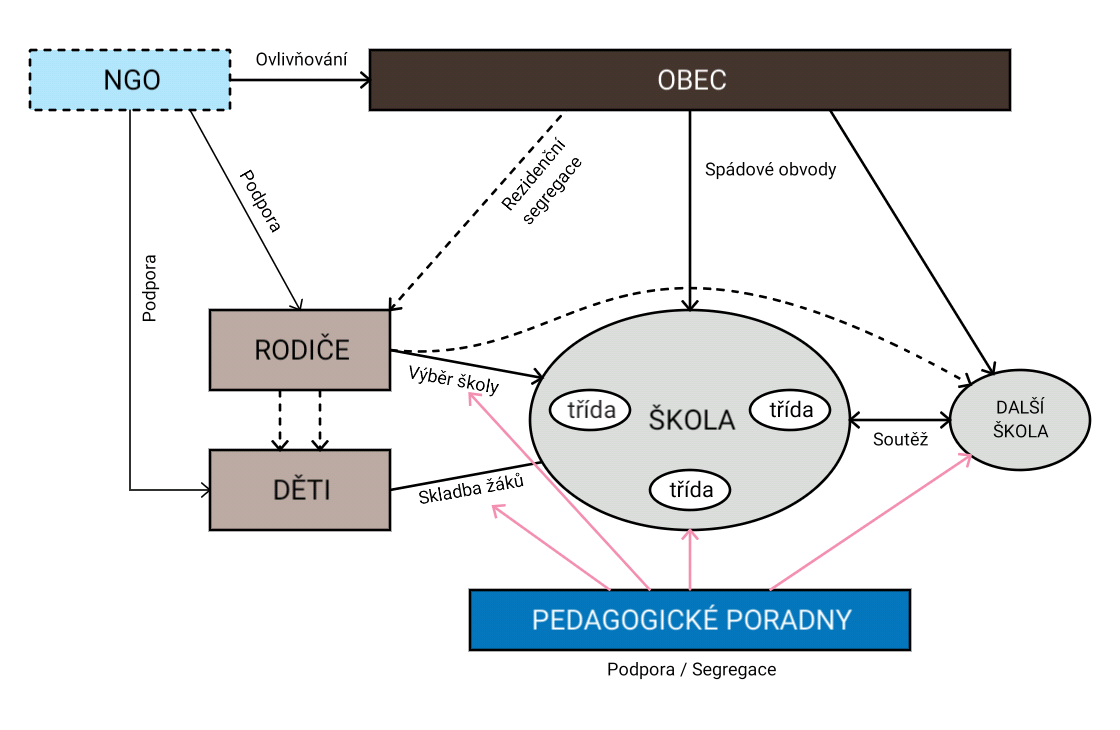 NGO
Ovlivňování
OBEC
Podpora
Podpora
Rezidenční
segregace
Spádové obvody
RODIČE
Výběr školy
třída
ŠKOLA
třída
třída
DALŠÍ
ŠKOLA
Soutěž
DĚTI
Skladba žáků
PEDAGOGICKÉ PORADNY
Podpora / Segregace